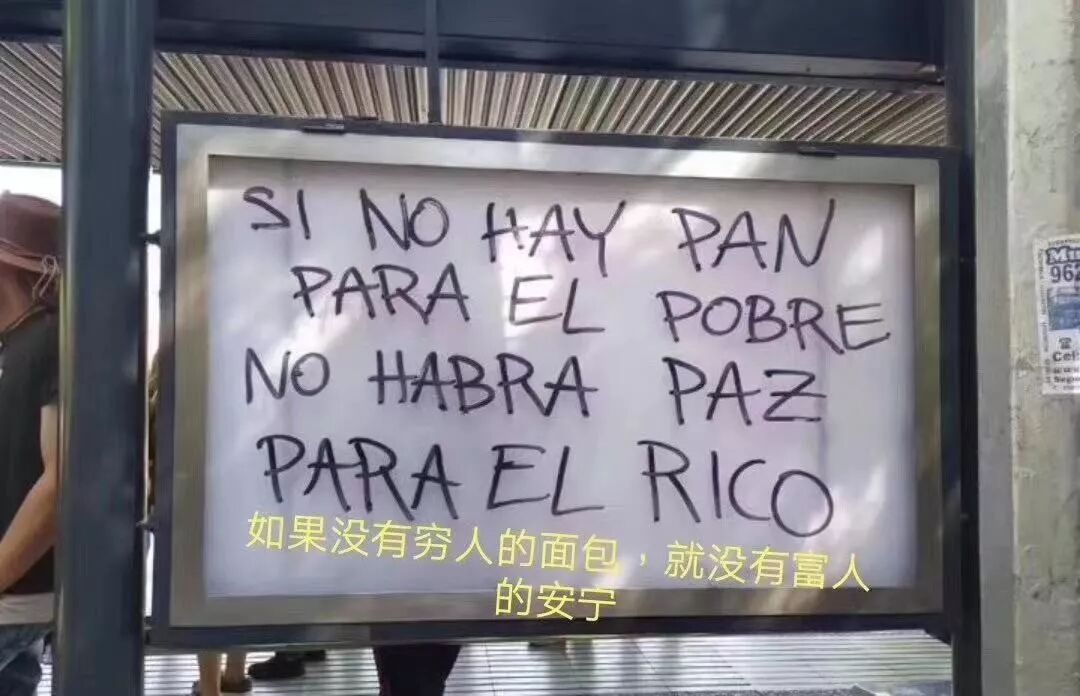 SI NO HAY PAN
PARA EL POBRE
NO HABRA PAZ
PARA EL RICO
如果没有穷人的面包，就没有富人
的安宁
962